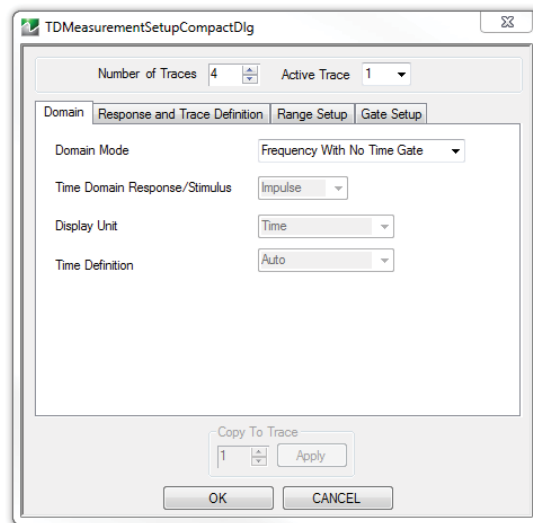 TDMeasurementSetupCompactDlg
Number of Traces 4 Active Trace 1
Domain Response and Trace Definition Range Setup Gate Setup
Domain Mode Frequency With No Time Gate
Time Domain Response/Stimulus Impulse
Display Unit Time
Time Definition Auto
Copy To Trace
1 Apply
OK CANCEL